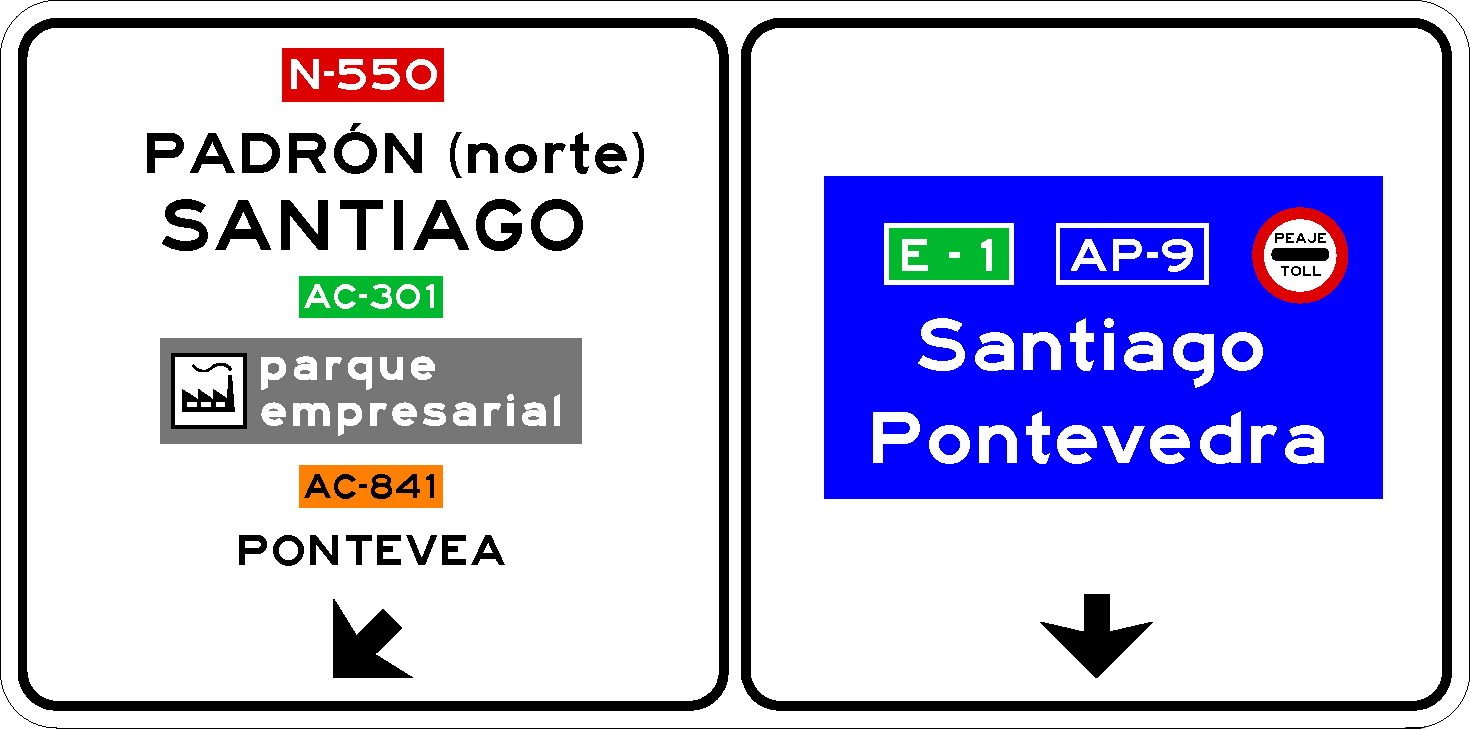 N-550
PADRÓN (norte)
SANTIAGO
AC-301
parque
empresarial
AC-841
PONTEVEA
E - 1
AP-9
PEAJE
TOLL
Santiago
Pontevedra